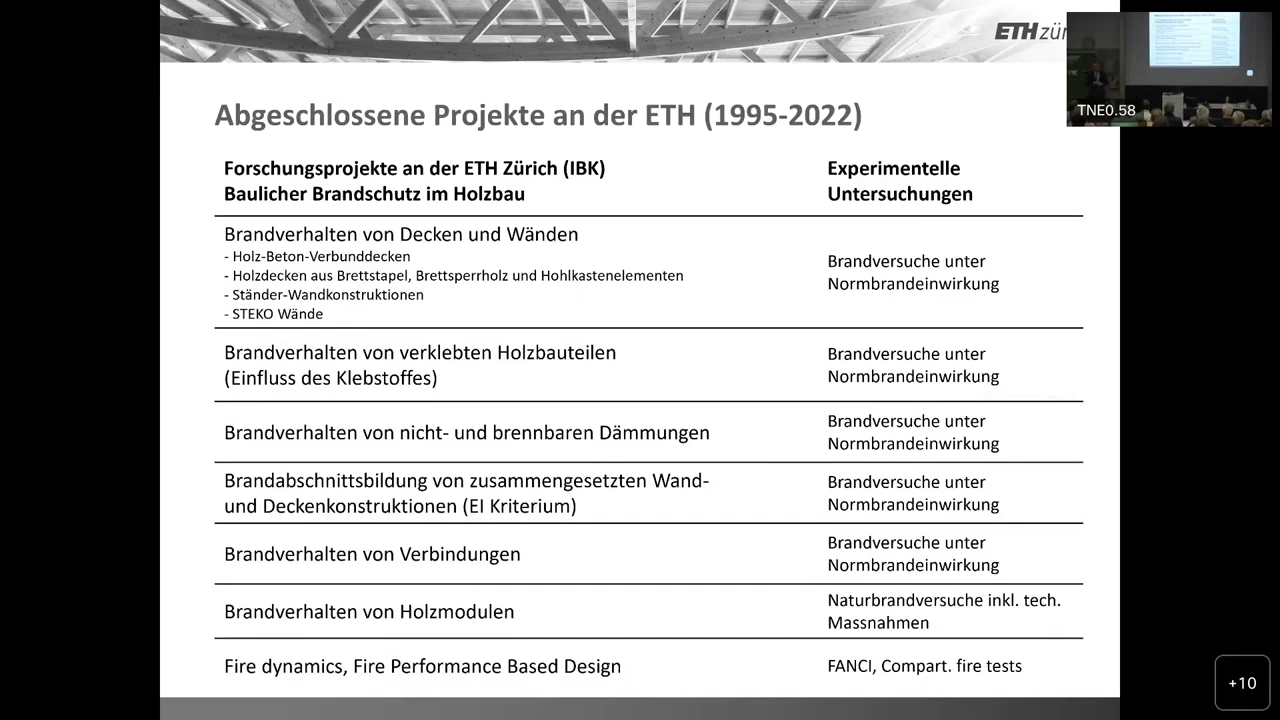 ETH zür
TNE0.58
Abgeschlossene Projekte an der ETH (1995-2022)
Forschungsprojekte an der ETH Zürich (IBK)
Baulicher Brandschutz im Holzbau
Experimentelle
Untersuchungen
Brandverhalten von Decken und Wänden
- Holz-Beton-Verbunddecken
- Holzdecken aus Brettstapel, Brettsperrholz und Hohlkastenelementen
- Ständer-Wandkonstruktionen
- STEKO Wände
Brandversuche unter
Normbrandeinwirkung
Brandverhalten von verklebten Holzbauteilen
(Einfluss des Klebstoffes)
Brandversuche unter
Normbrandeinwirkung
Brandverhalten von nicht- und brennbaren Dämmungen
Brandversuche unter
Normbrandeinwirkung
Brandabschnittsbildung von zusammengesetzten Wand-
und Deckenkonstruktionen (EI Kriterium)
Brandversuche unter
Normbrandeinwirkung
Brandverhalten von Verbindungen
Brandversuche unter
Normbrandeinwirkung
Brandverhalten von Holzmodulen
Naturbrandversuche inkl. tech.
Massnahmen
Fire dynamics, Fire Performance Based Design
FANCI, Compart. fire tests
+10